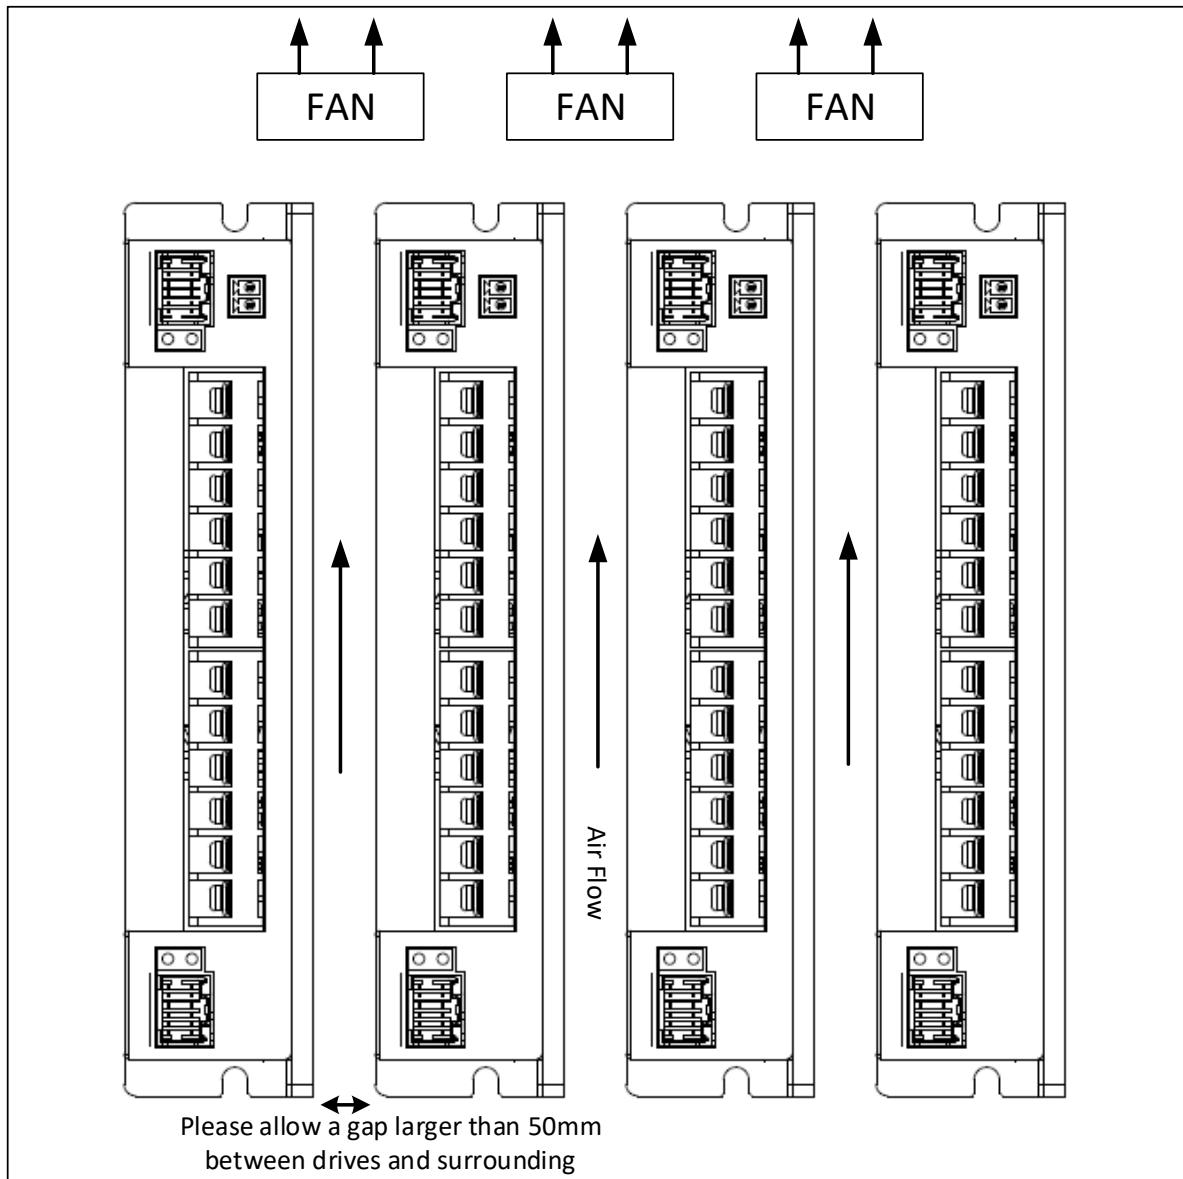 FAN
FAN
FAN
Air Flow
Please allow a gap larger than 50mm
between drives and surrounding